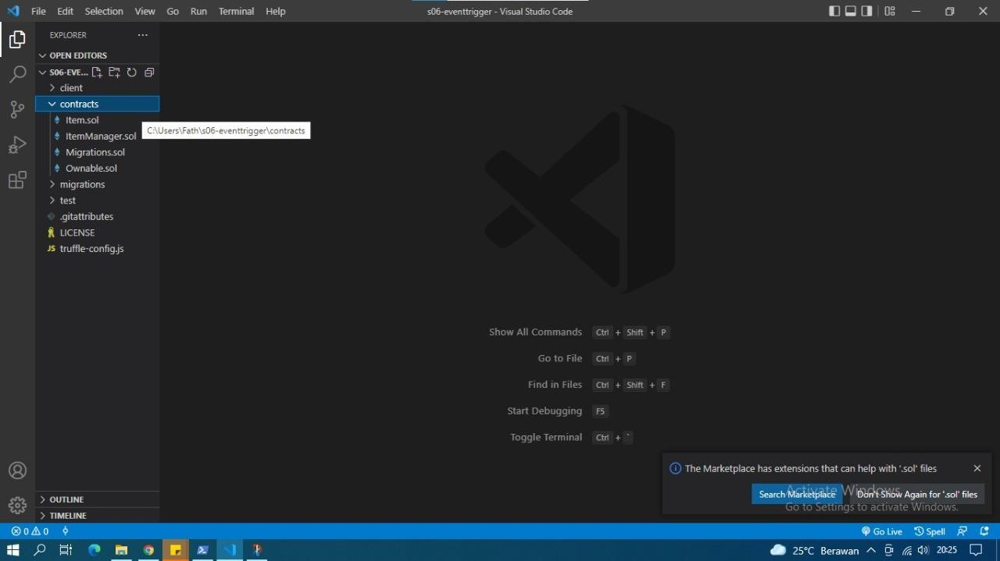 File Edit Selection View Go Run Terminal Help
s06-eventtrigger - Visual Studio Code
EXPLORER
OPEN EDITORS
S06-EVE...
client
contracts
Item.sol
C:\Users\Fath\s06-eventtrigger\contracts
ItemManager.sol
Migrations.sol
Ownable.sol
migrations
test
.gitattributes
LICENSE
JS truffle-config.js
Show All Commands Ctrl + Shift + P
Go to File Ctrl + P
Find in Files Ctrl + Shift + F
Start Debugging F5
Toggle Terminal Ctrl + `
The Marketplace has extensions that can help with '.sol' files
Search Marketplace Don't Show Again for '.sol' files
Activate Windows
Go to Settings to activate Windows.
OUTLINE
TIMELINE
0 0 Go Live Spell
25°C Berawan 20:25